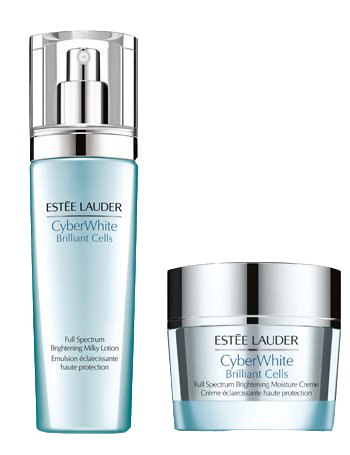 ESTĒE LAUDER
CyberWhite
Brilliant Cells
Full Spectrum
Brightening Milky Lotion
Emulsion éclaircissante
haute protection
ESTĒE LAUDER
CyberWhite
Brilliant Cells
Full Spectrum Brightening Moisture Creme
Crème éclaircissante haute protection